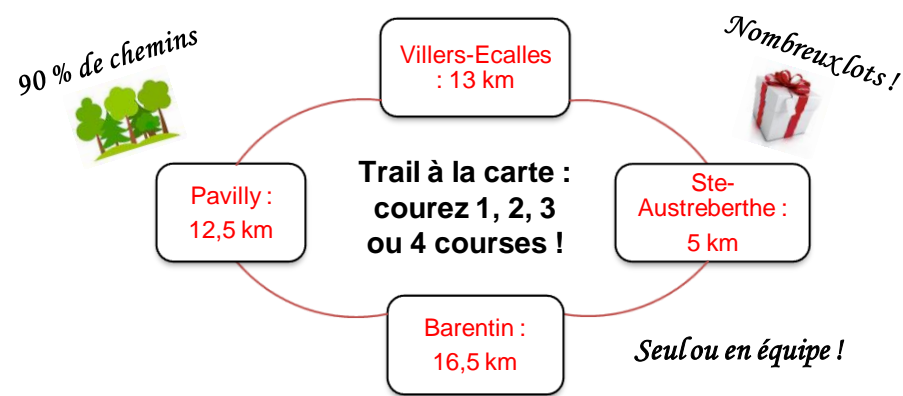 90 % de chemins
Villers-Ecalles
: 13 km
Nombreux lots !
Pavilly :
12,5 km
Trail à la carte :
courez 1, 2, 3
ou 4 courses !
Ste-
Austreberthe :
5 km
Barentin :
16,5 km
Seul ou en équipe !